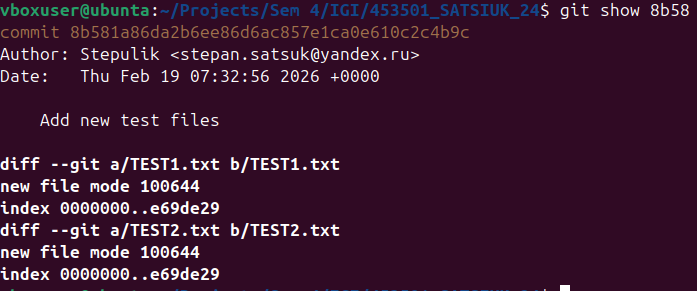 vboxuser@ubuntu:~/Projects/Sem 4/IGI/453501_SATSIUK_24$ git show 8b58
commit 8b581a86da2b6ee86d6ac857e1ca0e610c2c4b9c
Author: Stepulik <stepan.satsuk@yandex.ru>
Date:   Thu Feb 19 07:32:56 2026 +0000

    Add new test files

diff --git a/TEST1.txt b/TEST1.txt
new file mode 100644
index 0000000..e69de29
diff --git a/TEST2.txt b/TEST2.txt
new file mode 100644
index 0000000..e69de29